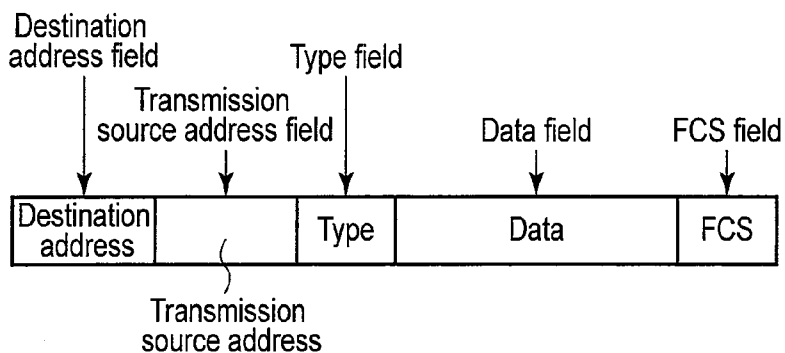 Destination
address field
Type field
Transmission
source address field
Data field
FCS field
Destination
address
Type
Data
FCS
Transmission
source address